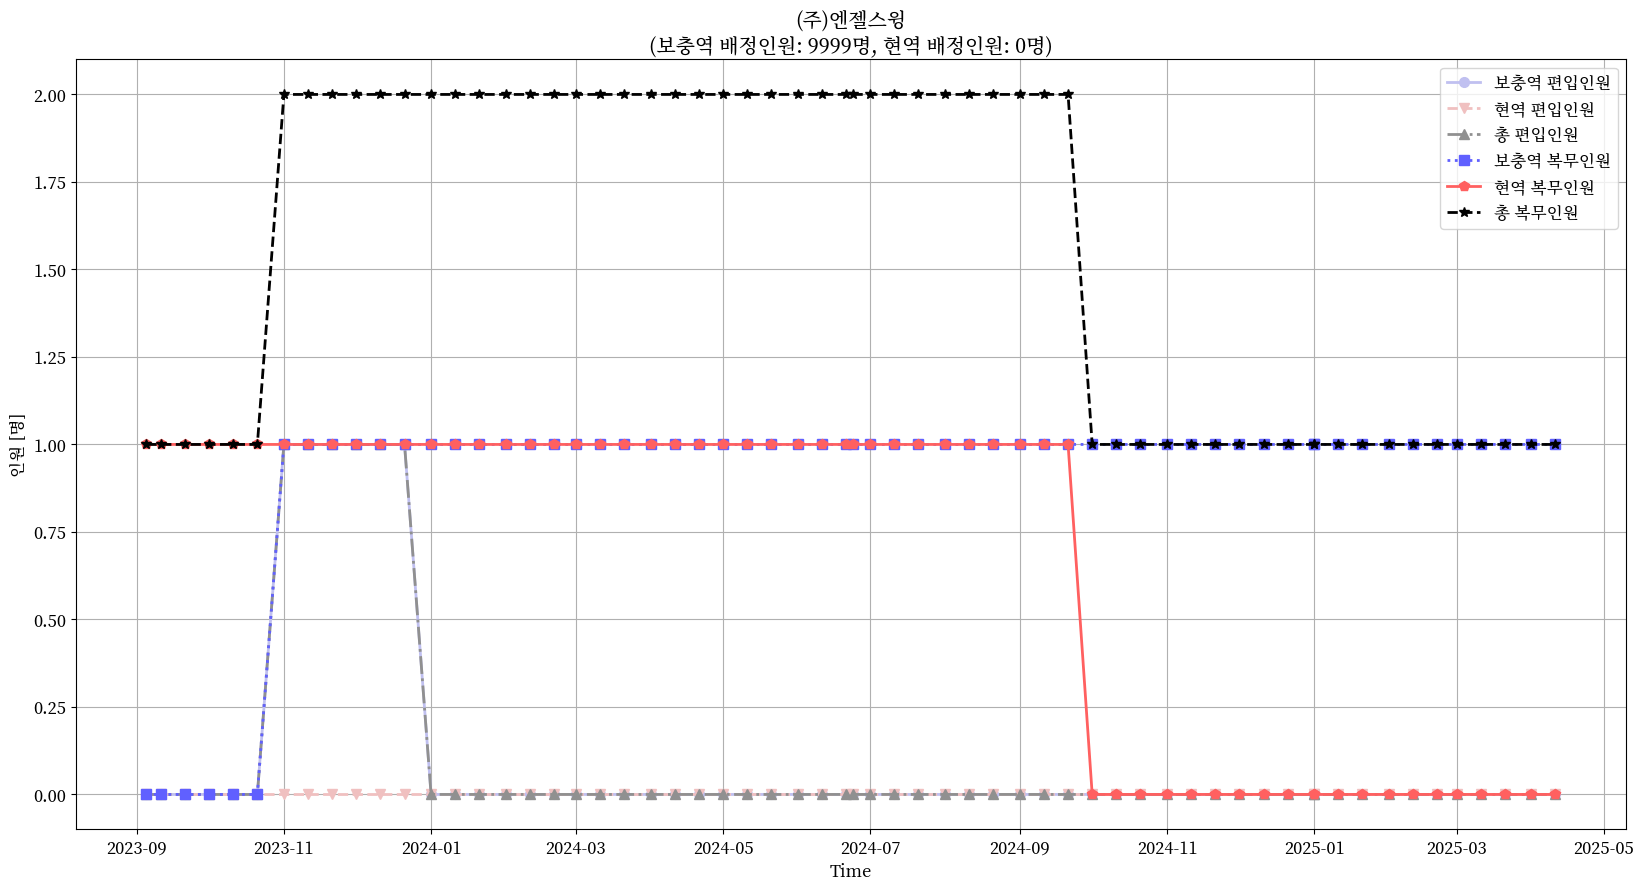 (주)엔젤스윙
(보충역 배정인원: 9999명, 현역 배정인원: 0명)
보충역 편입인원
현역 편입인원
총 편입인원
보충역 복무인원
현역 복무인원
총 복무인원
인원 [명]
2.00
1.75
1.50
1.25
1.00
0.75
0.50
0.25
0.00
2023-09 2023-11 2024-01 2024-03 2024-05 2024-07 2024-09 2024-11 2025-01 2025-03 2025-05
Time